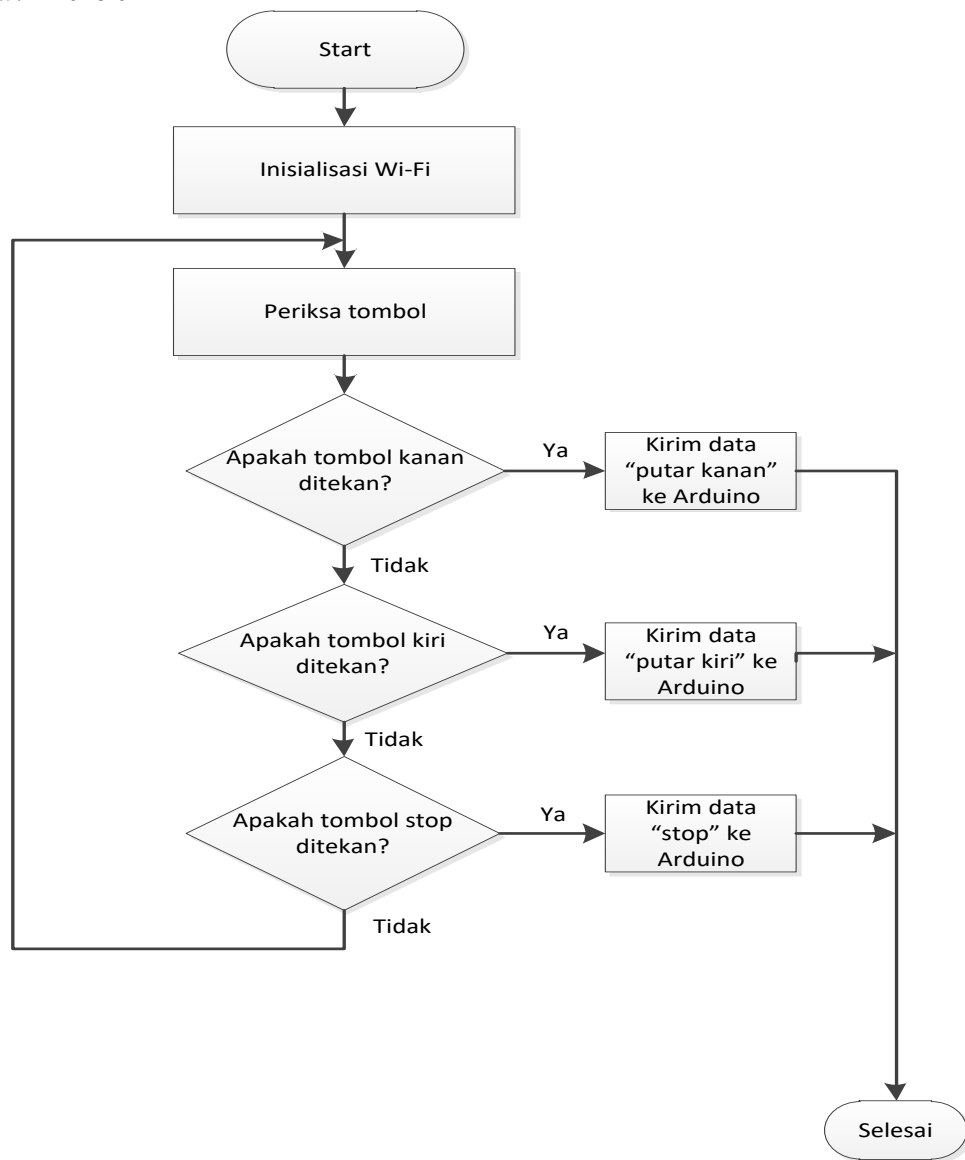 Start
Inisialisasi Wi-Fi
Periksa tombol
Apakah tombol kanan
ditekan?
Ya
Kirim data
“putar kanan”
ke Arduino
Tidak
Apakah tombol kiri
ditekan?
Ya
Kirim data
“putar kiri” ke
Arduino
Tidak
Apakah tombol stop
ditekan?
Ya
Kirim data
“stop” ke
Arduino
Tidak
Selesai